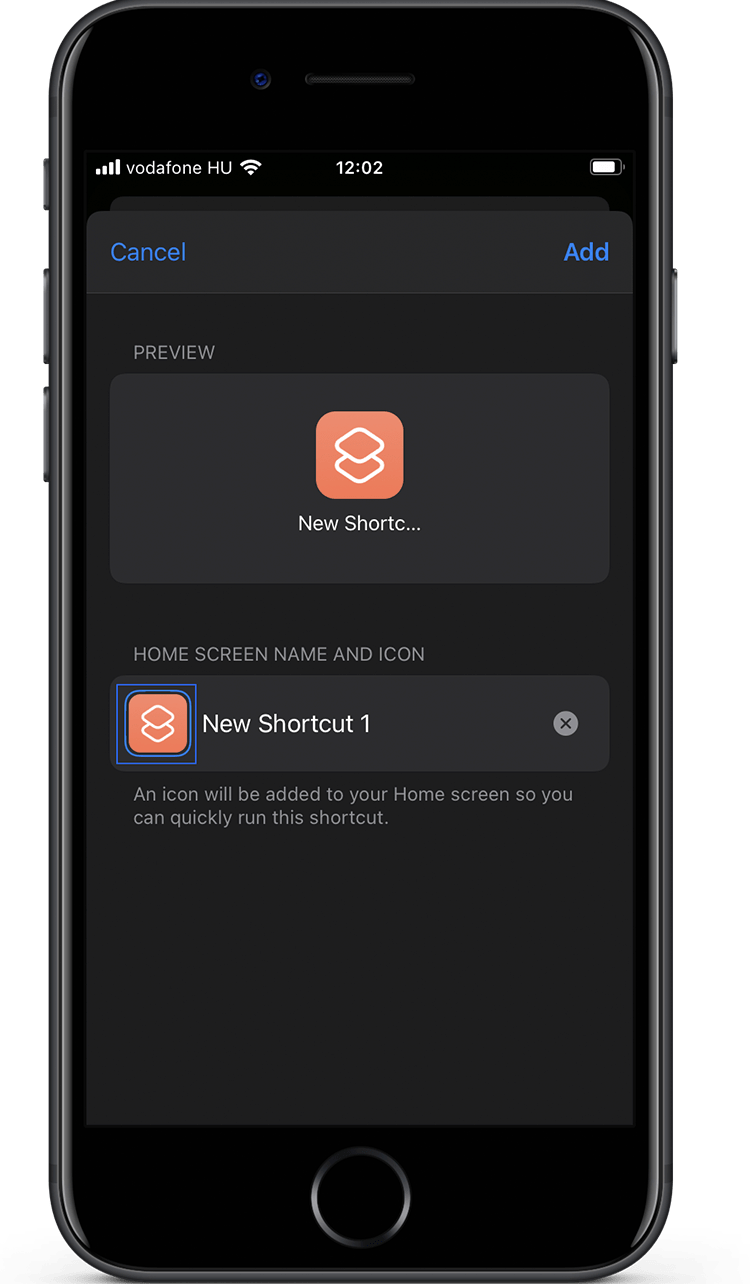 vodafone HU 12:02
Cancel Add
PREVIEW
New Shortc...
HOME SCREEN NAME AND ICON
New Shortcut 1
An icon will be added to your Home screen so you
can quickly run this shortcut.